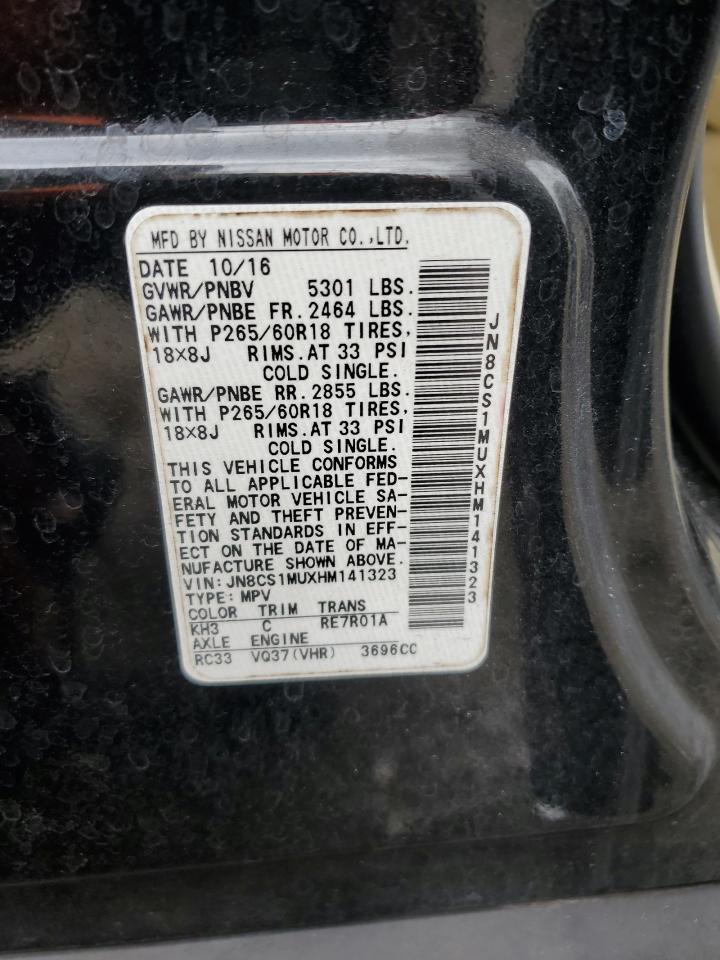 MFD BY NISSAN MOTOR CO.,LTD.
DATE 10/16
GVWR/PNBV 5301 LBS.
GAWR/PNBE FR. 2464 LBS.
WITH P265/60R18 TIRES,
18X8J RIMS. AT 33 PSI
COLD SINGLE.
GAWR/PNBE RR. 2855 LBS.
WITH P265/60R18 TIRES,
18X8J RIMS. AT 33 PSI
COLD SINGLE.
THIS VEHICLE CONFORMS
TO ALL APPLICABLE FED-
ERAL MOTOR VEHICLE SA-
FETY AND THEFT PREVEN-
TION STANDARDS IN EFF-
ECT ON THE DATE OF MA-
NUFACTURE SHOWN ABOVE.
VIN: JN8CS1MUXHM141323
TYPE: MPV
COLOR TRIM TRANS
KH3 C RE7R01A
AXLE ENGINE
RC33 VQ37(VHR) 3696CC
JN8CS1MUXHM141323